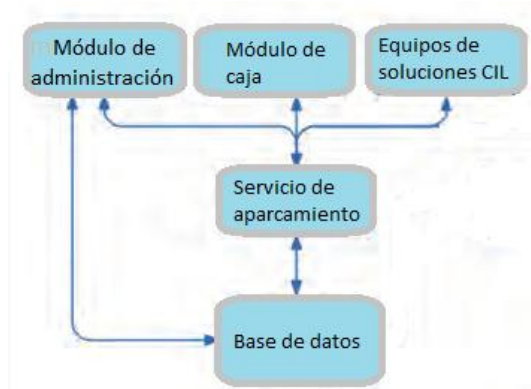 Módulo de
administración
Módulo de
caja
Equipos de
soluciones CIL
Servicio de
aparcamiento
Base de datos